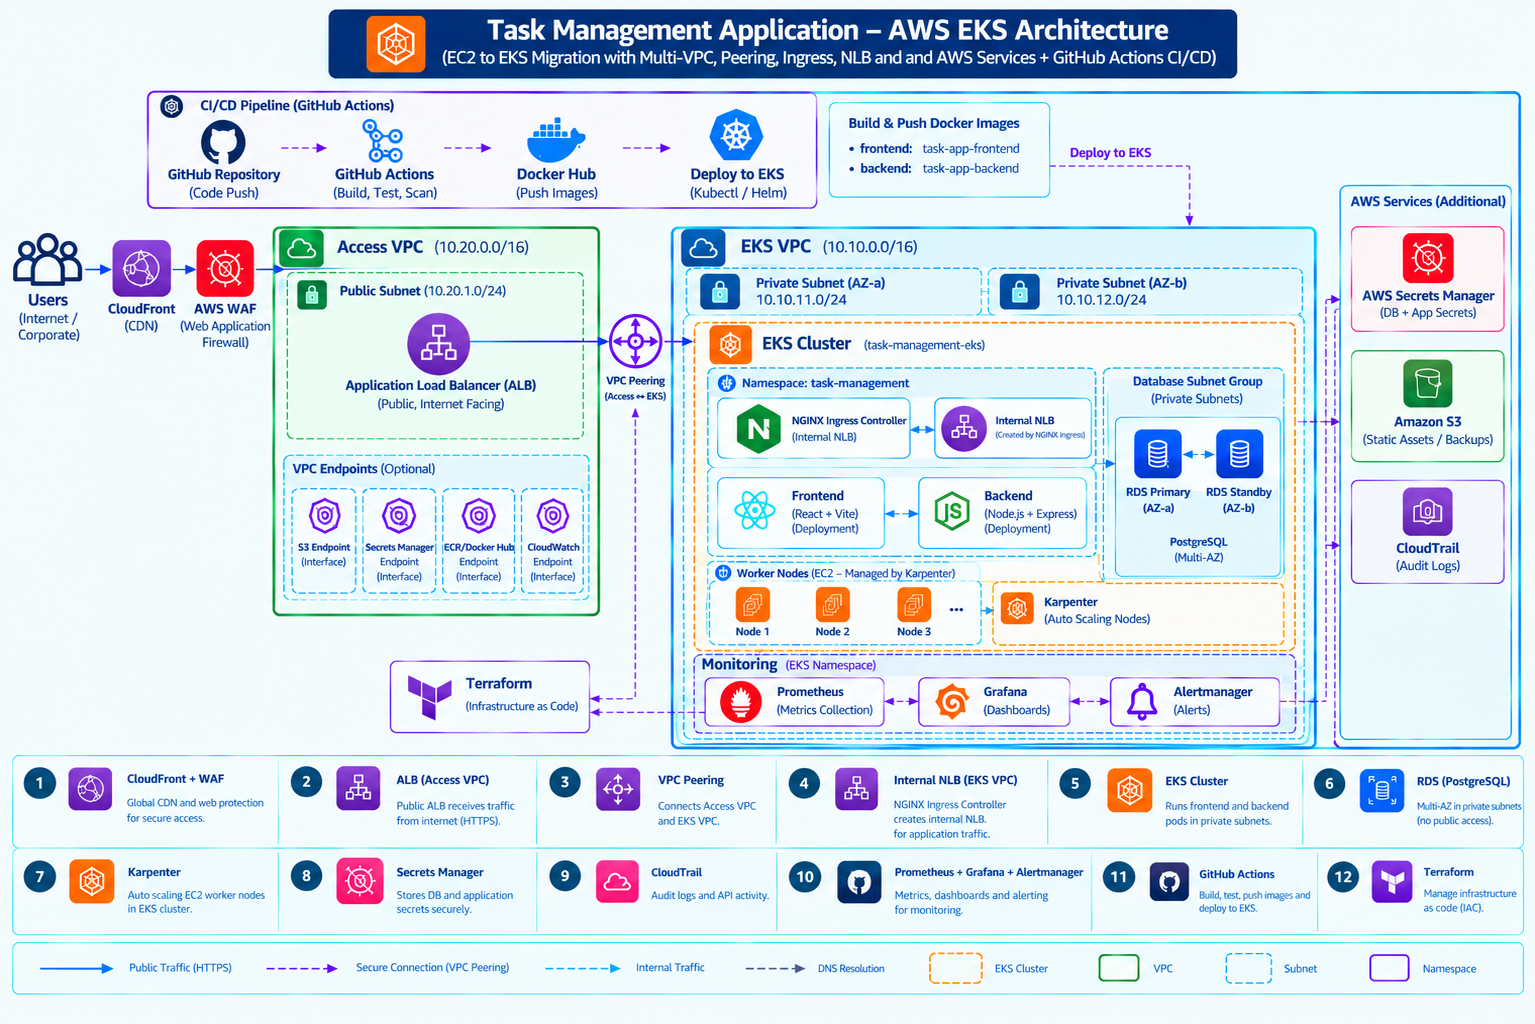 Task Management Application – AWS EKS Architecture
(EC2 to EKS Migration with Multi-VPC, Peering, Ingress, NLB and and AWS Services + GitHub Actions CI/CD)
CI/CD Pipeline (GitHub Actions)
GitHub Repository
(Code Push)
GitHub Actions
(Build, Test, Scan)
Docker Hub
(Push Images)
Deploy to EKS
(Kubectl / Helm)
Build & Push Docker Images
• frontend: task-app-frontend
• backend: task-app-backend
Deploy to EKS
Users
(Internet /
Corporate)
CloudFront
(CDN)
AWS WAF
(Web Application
Firewall)
Access VPC (10.20.0.0/16)
Public Subnet (10.20.1.0/24)
Application Load Balancer (ALB)
(Public, Internet Facing)
VPC Endpoints (Optional)
S3 Endpoint
(Interface)
Secrets Manager
Endpoint
(Interface)
ECR/Docker Hub
Endpoint
(Interface)
CloudWatch
Endpoint
(Interface)
VPC Peering
(Access ↔ EKS)
EKS VPC (10.10.0.0/16)
Private Subnet (AZ-a)
10.10.11.0/24
Private Subnet (AZ-b)
10.10.12.0/24
EKS Cluster (task-management-eks)
Namespace: task-management
NGINX Ingress Controller
(Internal NLB)
Internal NLB
(Created by NGINX Ingress)
Frontend
(React + Vite)
(Deployment)
JS
Backend
(Node.js + Express)
(Deployment)
Database Subnet Group
(Private Subnets)
RDS Primary
(AZ-a)
RDS Standby
(AZ-b)
PostgreSQL
(Multi-AZ)
Worker Nodes (EC2 – Managed by Karpenter)
Node 1
Node 2
Node 3
...
Karpenter
(Auto Scaling Nodes)
Monitoring (EKS Namespace)
Prometheus
(Metrics Collection)
Grafana
(Dashboards)
Alertmanager
(Alerts)
Terraform
(Infrastructure as Code)
AWS Services (Additional)
AWS Secrets Manager
(DB + App Secrets)
Amazon S3
(Static Assets / Backups)
CloudTrail
(Audit Logs)
1
CloudFront + WAF
Global CDN and web protection
for secure access.
2
ALB (Access VPC)
Public ALB receives traffic
from internet (HTTPS).
3
VPC Peering
Connects Access VPC
and EKS VPC.
4
Internal NLB (EKS VPC)
NGINX Ingress Controller
creates internal NLB.
for application traffic.
5
EKS Cluster
Runs frontend and backend
pods in private subnets.
6
RDS (PostgreSQL)
Multi-AZ in private subnets
(no public access).
7
Karpenter
Auto scaling EC2 worker nodes
in EKS cluster.
8
Secrets Manager
Stores DB and application
secrets securely.
9
CloudTrail
Audit logs and API activity.
10
Prometheus + Grafana + Alertmanager
Metrics, dashboards and alerting
for monitoring.
11
GitHub Actions
Build, test, push images and
deploy to EKS.
12
Terraform
Manage infrastructure
as code (IAC).
Public Traffic (HTTPS)
Secure Connection (VPC Peering)
Internal Traffic
DNS Resolution
EKS Cluster
VPC
Subnet
Namespace